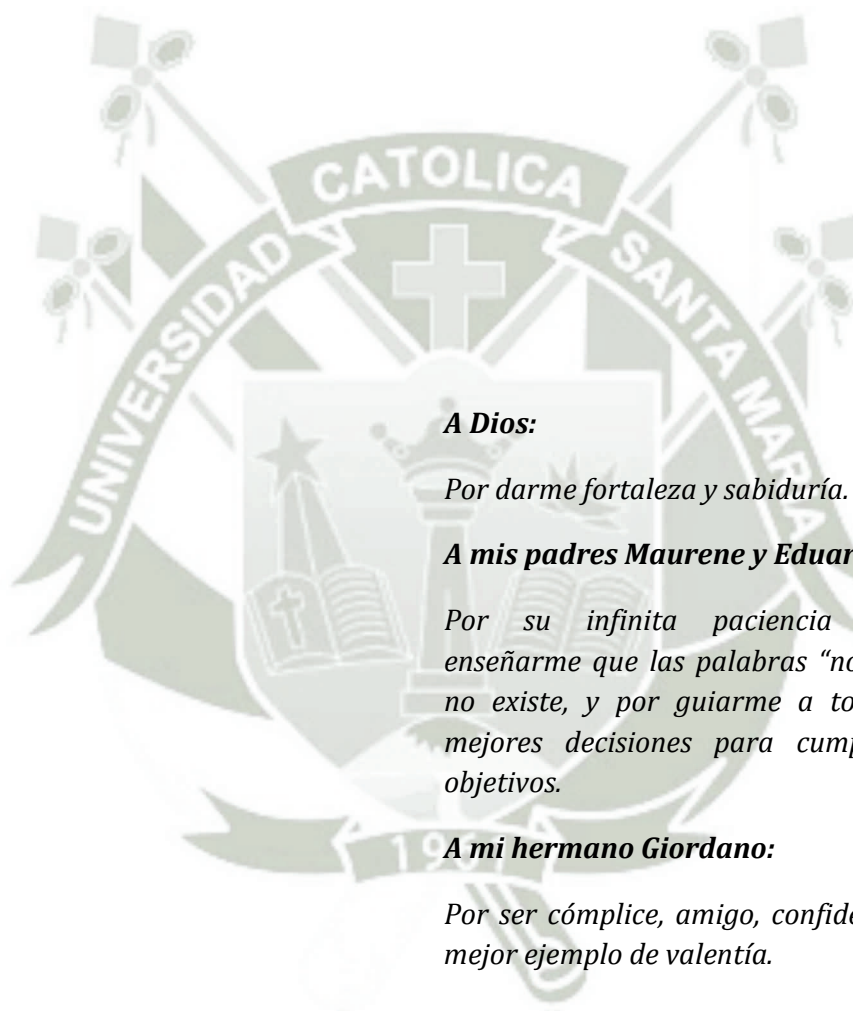 UNIVERSIDAD CATOLICA SANTA MARIA
A Dios:
Por darme fortaleza y sabiduría.
A mis padres Maurene y
Por su infinita paciencia
enseñarme que las palabras
no existe, y por guiarme a
mejores decisiones para
objetivos.
196
A mi hermano Giordano:
Por ser cómplice, amigo,
mejor ejemplo de valentía.